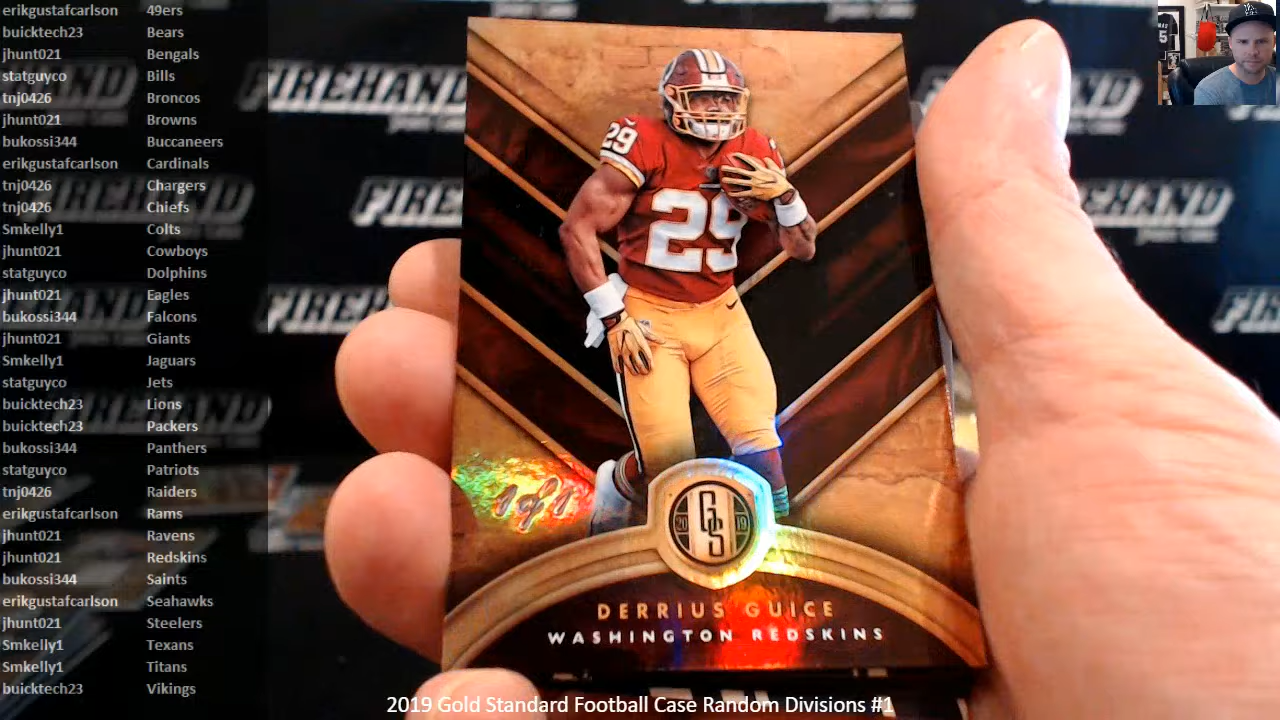 erikgustafcarlson 49ers
buicktech23 Bears
jhunt021 Bengals
statguyco Bills
tnj0426 Broncos
jhunt021 Browns
bukossi344 Buccaneers
erikgustafcarlson Cardinals
tnj0426 Chargers
tnj0426 Chiefs
Smkelly1 Colts
jhunt021 Cowboys
statguyco Dolphins
jhunt021 Eagles
bukossi344 Falcons
jhunt021 Giants
Smkelly1 Jaguars
statguyco Jets
buicktech23 Lions
buicktech23 Packers
bukossi344 Panthers
statguyco Patriots
tnj0426 Raiders
erikgustafcarlson Rams
jhunt021 Ravens
jhunt021 Redskins
bukossi344 Saints
erikgustafcarlson Seahawks
jhunt021 Steelers
Smkelly1 Texans
Smkelly1 Titans
buicktech23 Vikings
FIREHAND
FIREHAND
29
29
1 of 1
20 GS 19
DERRIUS GUICE
WASHINGTON REDSKINS
2019 Gold Standard Football Case Random Divisions #1